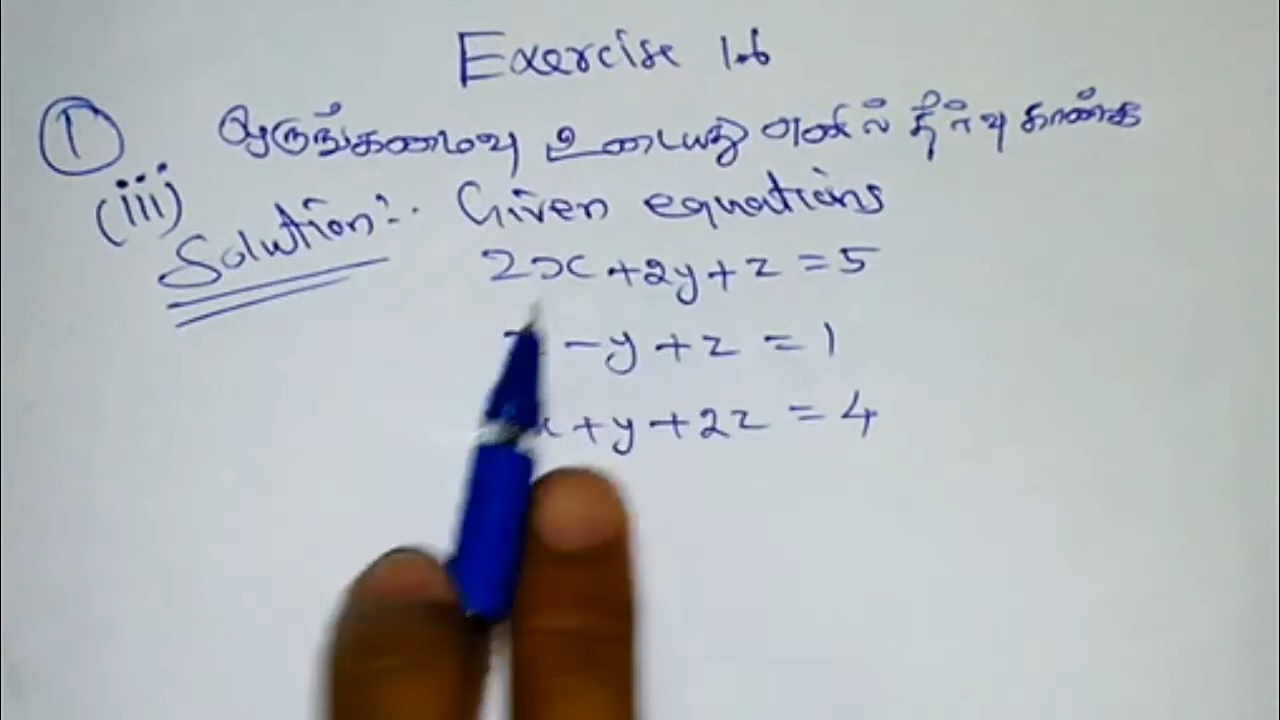 Exercise 1.6
① ஒருங்கமைவு உடையது எனில் தீர்வு காண்க
(iii)
Solution:- Given equations
2x + 2y + z = 5
- y + z = 1
x + y + 2z = 4